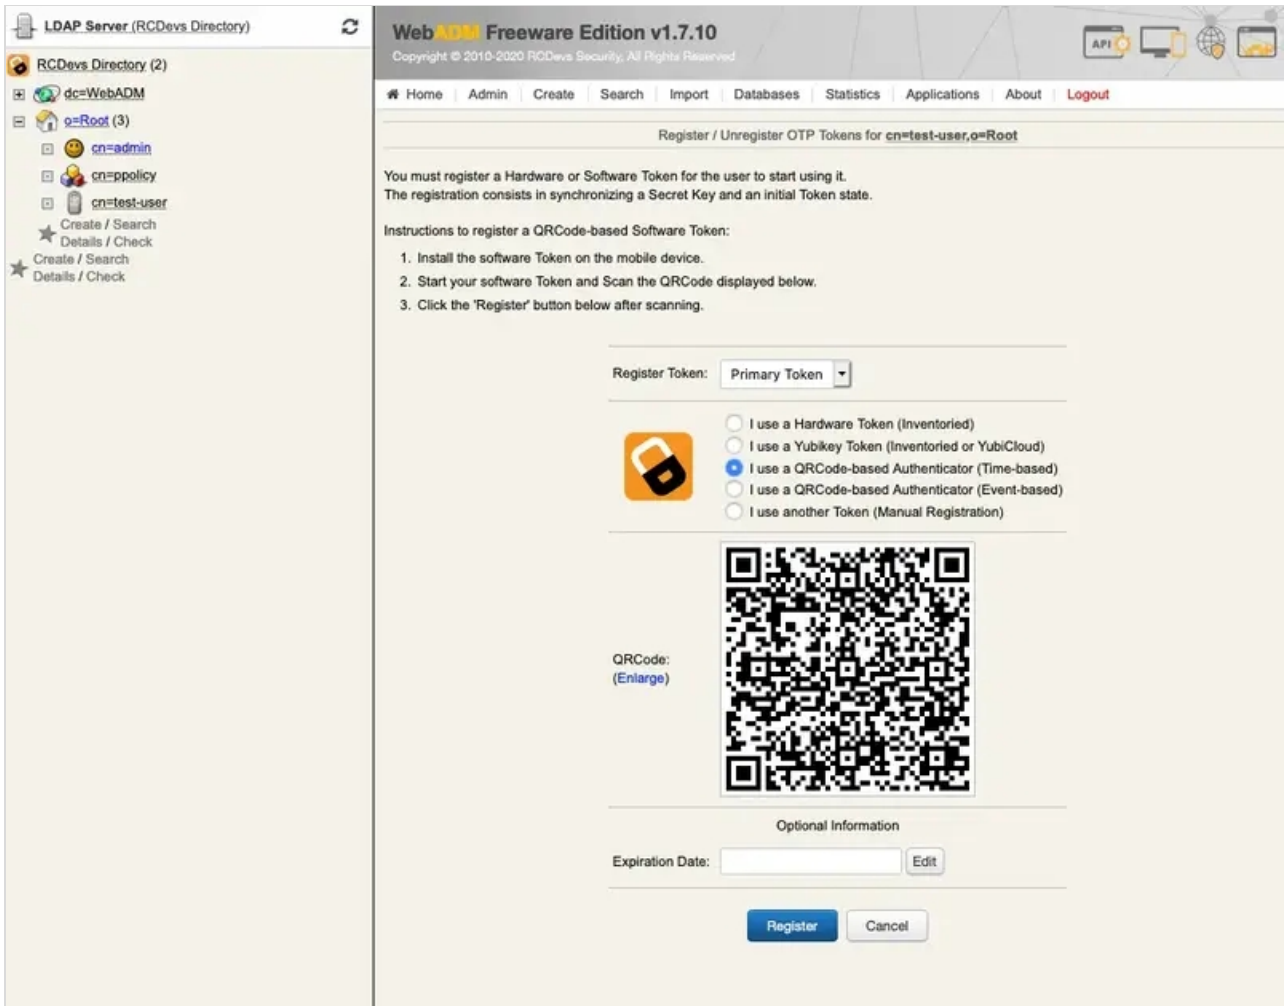 LDAP Server (RCDevs Directory)
RCDevs Directory (2)
dc=WebADM
o=Root (3)
cn=admin
cn=ppolicy
cn=test-user
Create / Search
Details / Check
Create / Search
Details / Check
WebADM Freeware Edition v1.7.10
Copyright © 2010-2020 RCDevs Security, All Rights Reserved
API
Home Admin Create Search Import Databases Statistics Applications About Logout
Register / Unregister OTP Tokens for cn=test-user,o=Root
You must register a Hardware or Software Token for the user to start using it.
The registration consists in synchronizing a Secret Key and an initial Token state.
Instructions to register a QRCode-based Software Token:
1. Install the software Token on the mobile device.
2. Start your software Token and Scan the QRCode displayed below.
3. Click the 'Register' button below after scanning.
Register Token: Primary Token
I use a Hardware Token (Inventoried)
I use a Yubikey Token (Inventoried or YubiCloud)
I use a QRCode-based Authenticator (Time-based)
I use a QRCode-based Authenticator (Event-based)
I use another Token (Manual Registration)
QRCode:
(Enlarge)
Optional Information
Expiration Date: Edit
Register Cancel